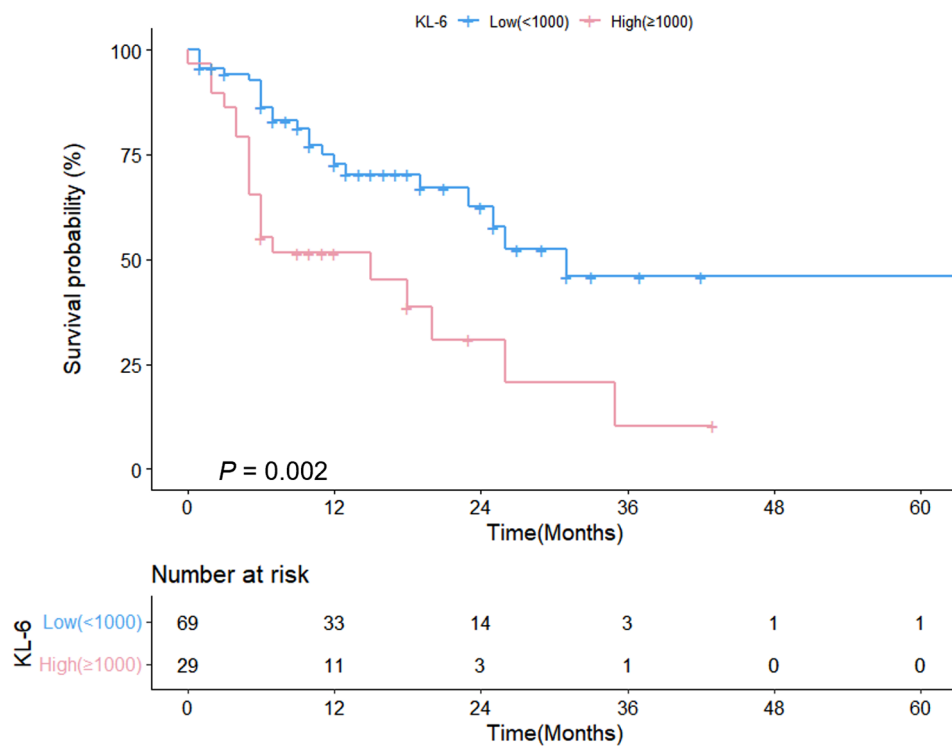 KL-6 Low(<1000) High(≥1000)
100
75
50
25
0
Survival probability (%)
P = 0.002
0 12 24 36 48 60
Time(Months)
Number at risk
KL-6
Low(<1000) 69 33 14 3 1 1
High(≥1000) 29 11 3 1 0 0
0 12 24 36 48 60
Time(Months)